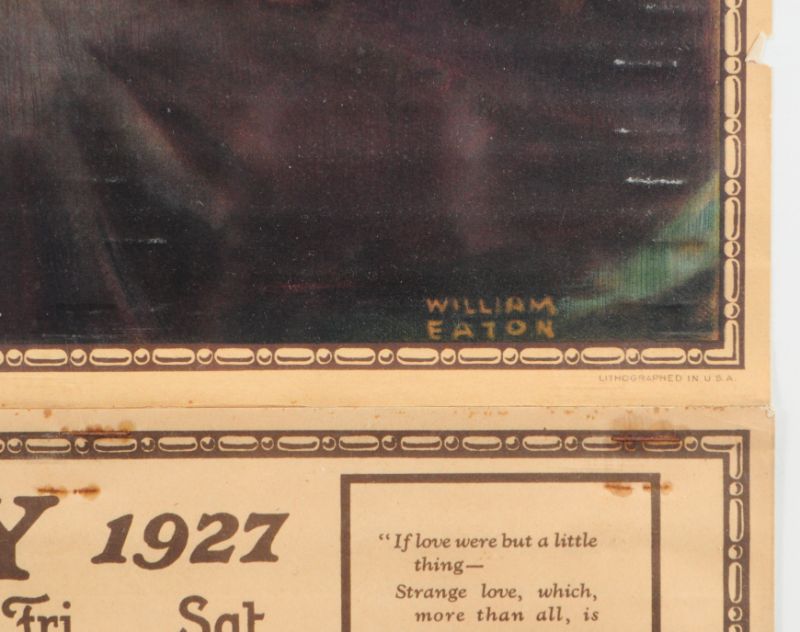 WILLIAM
EATON
LITHOGRAPHED IN U.S.A.
Y 1927
Fri Sat
"If love were but a little
thing—
Strange love, which,
more than all, is